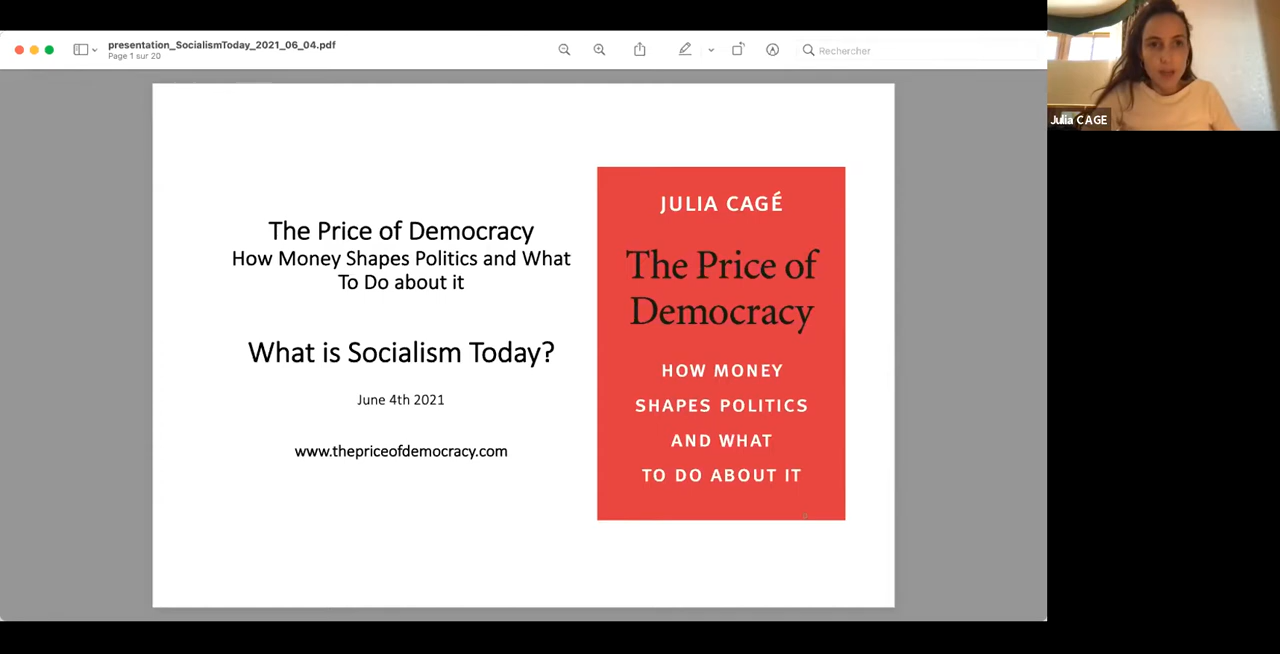 presentation_SocialismToday_2021_06_04.pdf
Page 1 sur 20
Rechercher
The Price of Democracy
How Money Shapes Politics and What
To Do about it
What is Socialism Today?
June 4th 2021
www.thepriceofdemocracy.com
JULIA CAGÉ
The Price of
Democracy
HOW MONEY
SHAPES POLITICS
AND WHAT
TO DO ABOUT IT
Julia CAGE